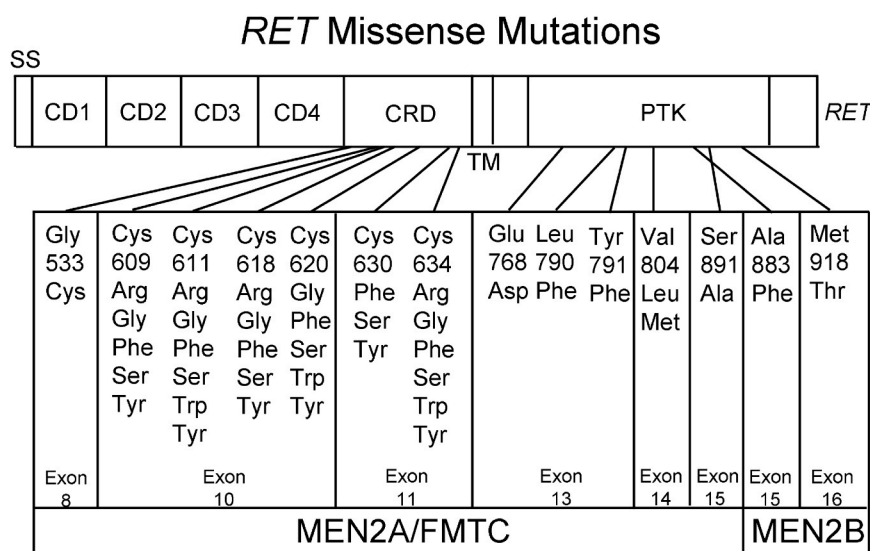 RET Missense Mutations
SS
CD1 CD2 CD3 CD4 CRD PTK RET
TM
Gly Cys Cys Cys Cys Cys Cys Glu Leu Tyr Val Ser Ala Met
533 609 611 618 620 630 634 768 790 791 804 891 883 918
Cys Arg Arg Arg Gly Phe Arg Asp Phe Phe Leu Ala Phe Thr
Gly Gly Gly Phe Ser Gly Met
Phe Phe Phe Ser Tyr Phe
Ser Ser Ser Trp Ser
Tyr Trp Tyr Tyr Trp
Tyr Tyr
Exon Exon Exon Exon Exon Exon Exon Exon
8 10 11 13 14 15 15 16
MEN2A/FMTC MEN2B